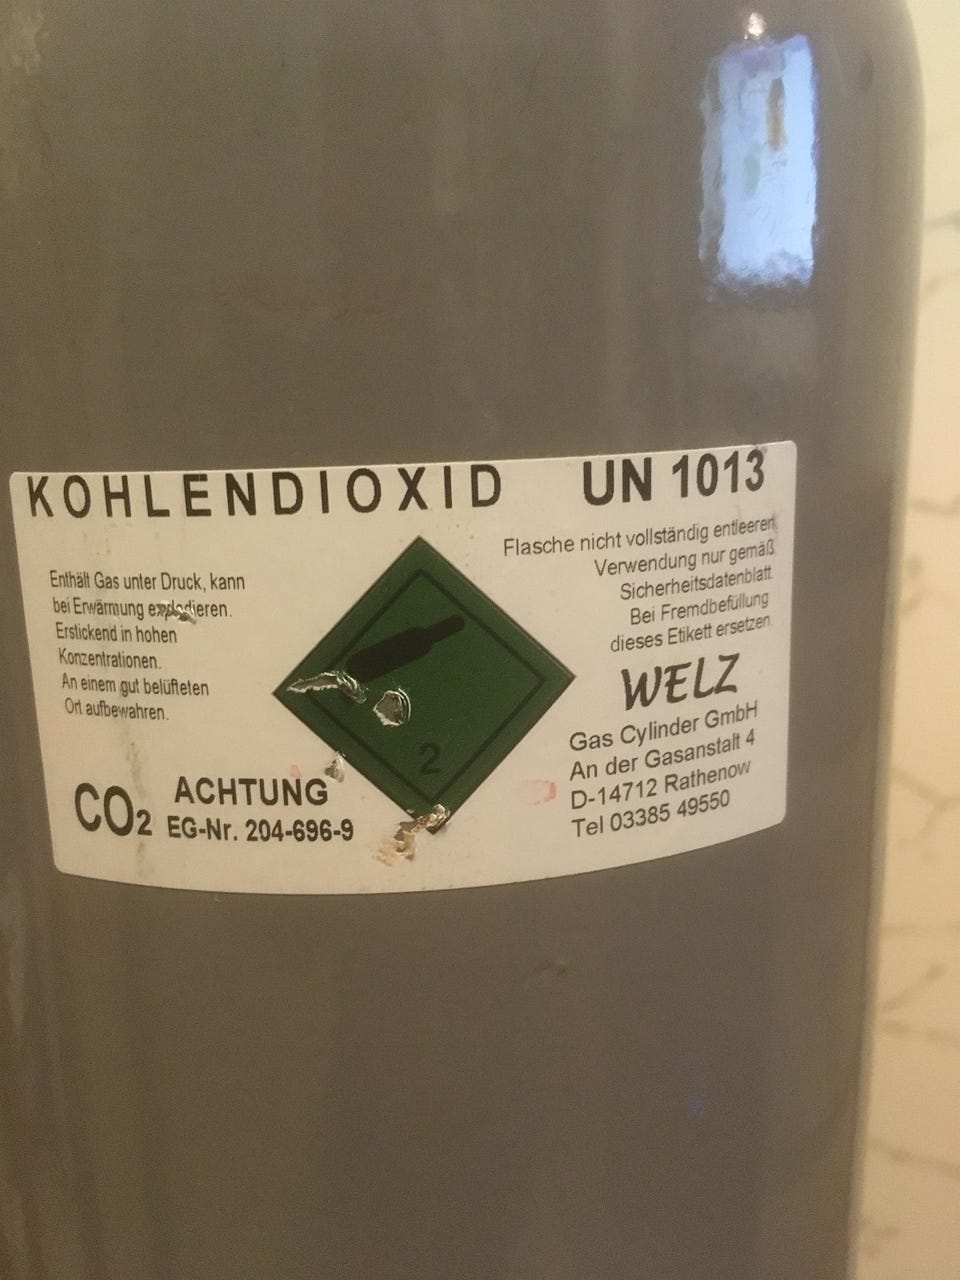 KOHLENDIOXID UN 1013
Enthält Gas unter Druck, kann
bei Erwärmung explodieren.
Erstickend in hohen
Konzentrationen.
An einem gut belüfteten
Ort aufbewahren.
CO2
ACHTUNG
EG-Nr. 204-696-9
2
Flasche nicht vollständig entleeren
Verwendung nur gemäß
Sicherheitsdatenblatt.
Bei Fremdbefüllung
dieses Etikett ersetzen.
WELZ
Gas Cylinder GmbH
An der Gasanstalt 4
D-14712 Rathenow
Tel 03385 49550